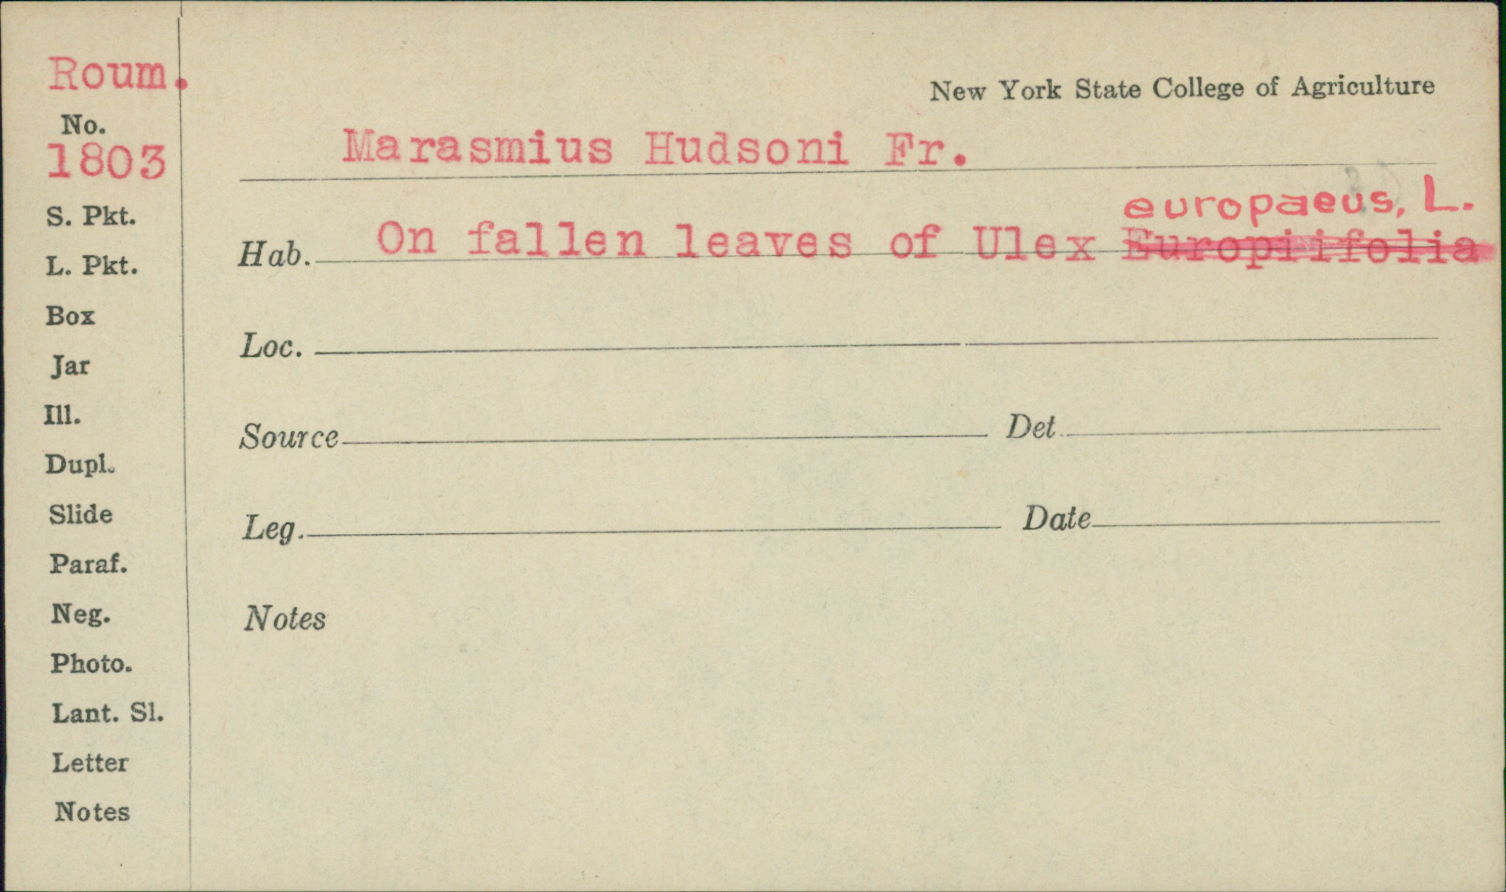 Roum.
No.
1803
S. Pkt.
L. Pkt.
Box
Jar
Ill.
Dupl.
Slide
Paraf.
Neg.
Photo.
Lant. Sl.
Letter
Notes
New York State College of Agriculture
Marasmius Hudsoni Fr.
europaeus, L.
Hab. On fallen leaves of Ulex Europiifolia
Loc.
Source Det
Leg. Date
Notes